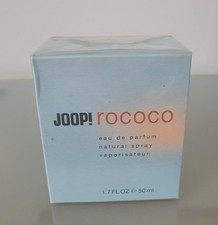 JOOP! rococo
eau de parfum
natural spray
vaporisateur
1.7 FL OZ e 50 ml